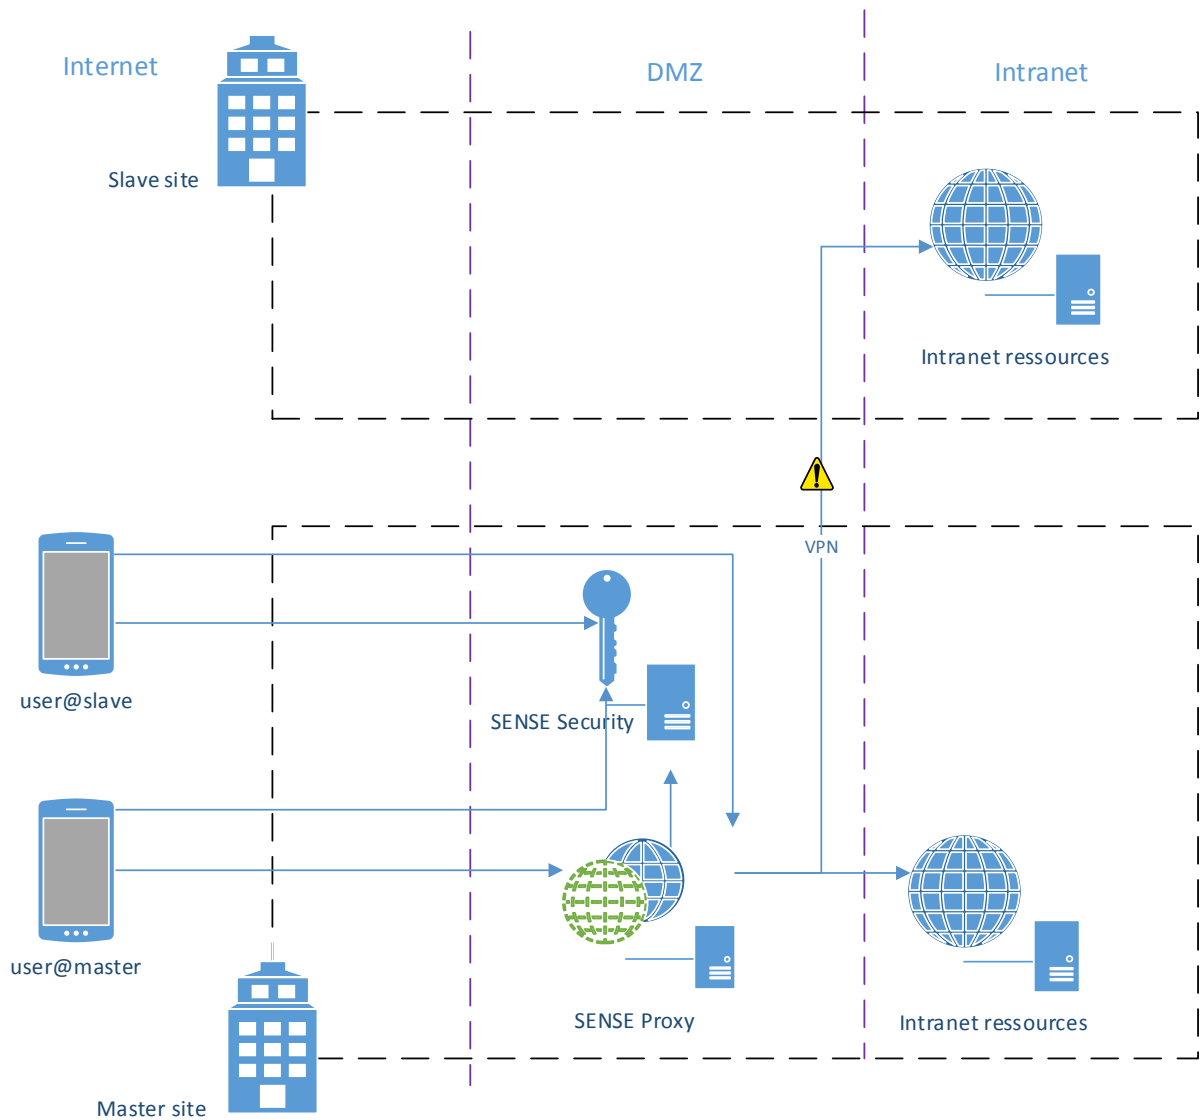 Internet
DMZ
Intranet
Slave site
Intranet ressources
VPN
user@slave
SENSE Security
user@master
SENSE Proxy
Intranet ressources
Master site